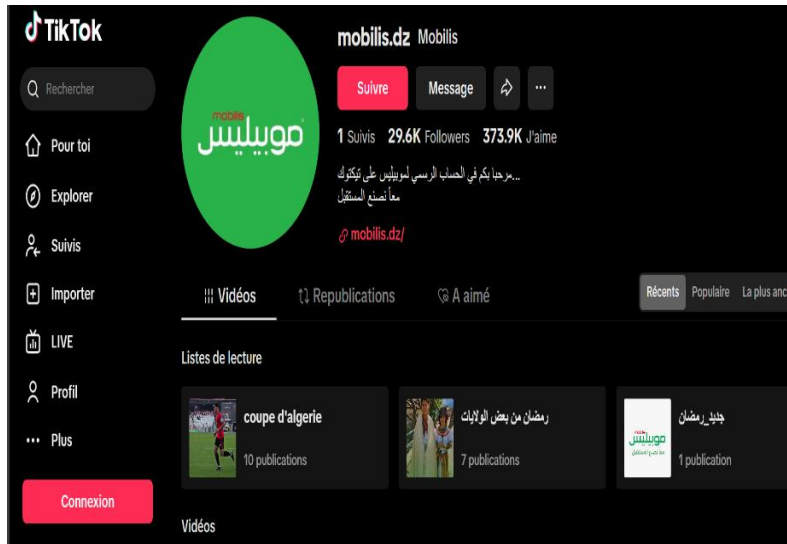 TikTok
Rechercher
Pour toi
Explorer
Suivis
Importer
LIVE
Profil
Plus
Connexion
mobilis
موبيليس
mobilis.dz Mobilis
Suivre Message
1 Suivis 29.6K Followers 373.9K J'aime
مرحبا بكم في الحساب الرسمي لموبيليس على تيكتوك...
معاً نصنع المستقبل
mobilis.dz/
Vidéos Republications A aimé
Récents Populaire La plus anc
Listes de lecture
coupe d'algerie
10 publications
رمضان من بعض الولايات
7 publications
موبيليس
جديد_رمضان
1 publication
Vidéos